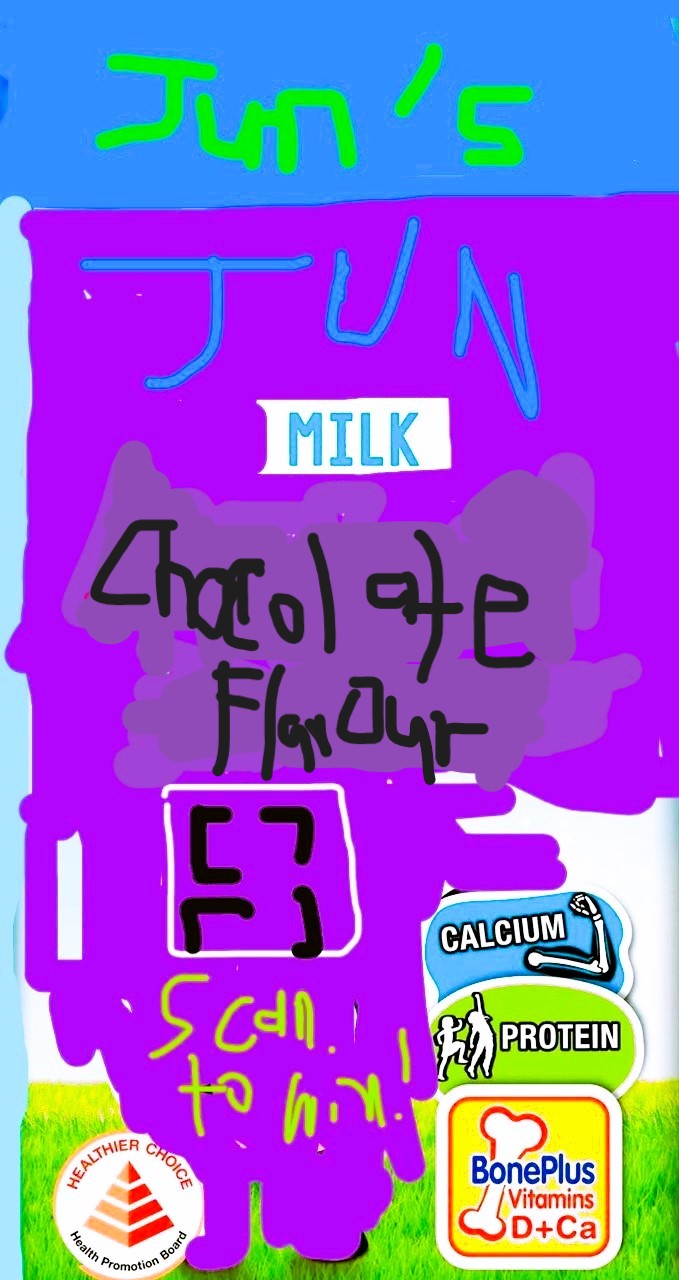 Jun's
JUN
MILK
Chocolate
Flavour
CALCIUM
PROTEIN
Scan
to win!
HEALTHIER CHOICE
Health Promotion Board
BonePlus
Vitamins
D+Ca